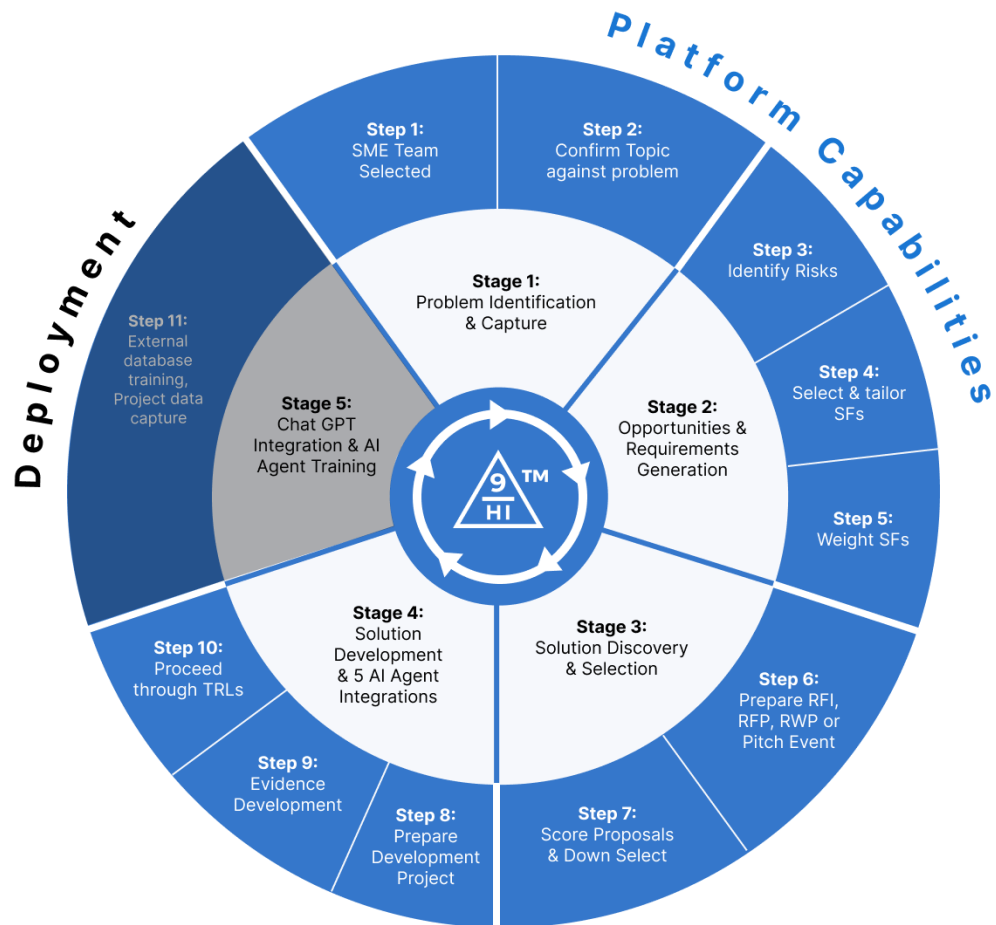 Platform Capabilities
Deployment
Step 1:
SME Team
Selected
Step 2:
Confirm Topic
against problem
Step 3:
Identify Risks
Step 4:
Select & tailor
SFs
Step 5:
Weight SFs
Step 6:
Prepare RFI,
RFP, RWP or
Pitch Event
Step 7:
Score Proposals
& Down Select
Step 8:
Prepare
Development
Project
Step 9:
Evidence
Development
Step 10:
Proceed
through TRLs
Step 11:
External
database
training,
Project data
capture
Stage 1:
Problem Identification
& Capture
Stage 2:
Opportunities &
Requirements
Generation
Stage 3:
Solution Discovery
& Selection
Stage 4:
Solution
Development
& 5 AI Agent
Integrations
Stage 5:
Chat GPT
Integration & AI
Agent Training
9
HI
™